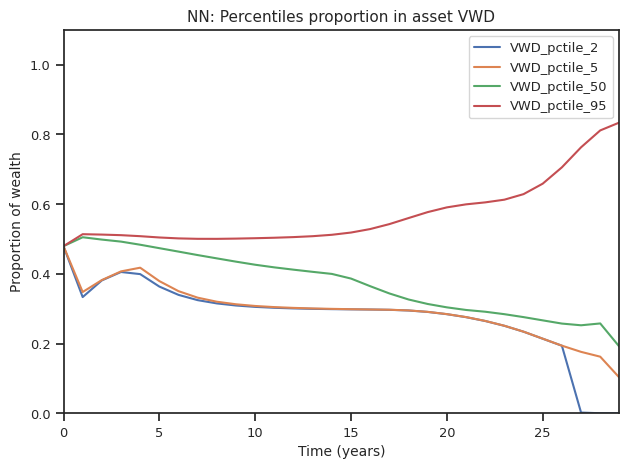 NN: Percentiles proportion in asset VWD
VWD_pctile_2
VWD_pctile_5
VWD_pctile_50
VWD_pctile_95
Proportion of wealth
1.0
0.8
0.6
0.4
0.2
0.0
0 5 10 15 20 25
Time (years)